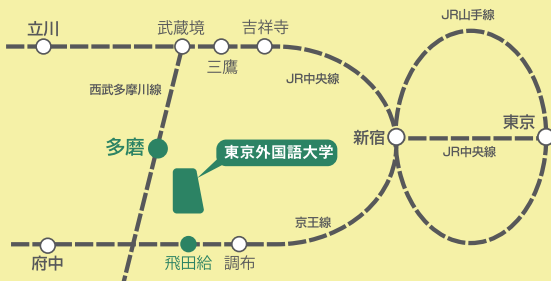 JR山手線
立川
武蔵境
吉祥寺
三鷹
JR中央線
西武多摩川線
東京
新宿
多磨
東京外国語大学
JR中央線
京王線
府中
飛田給
調布